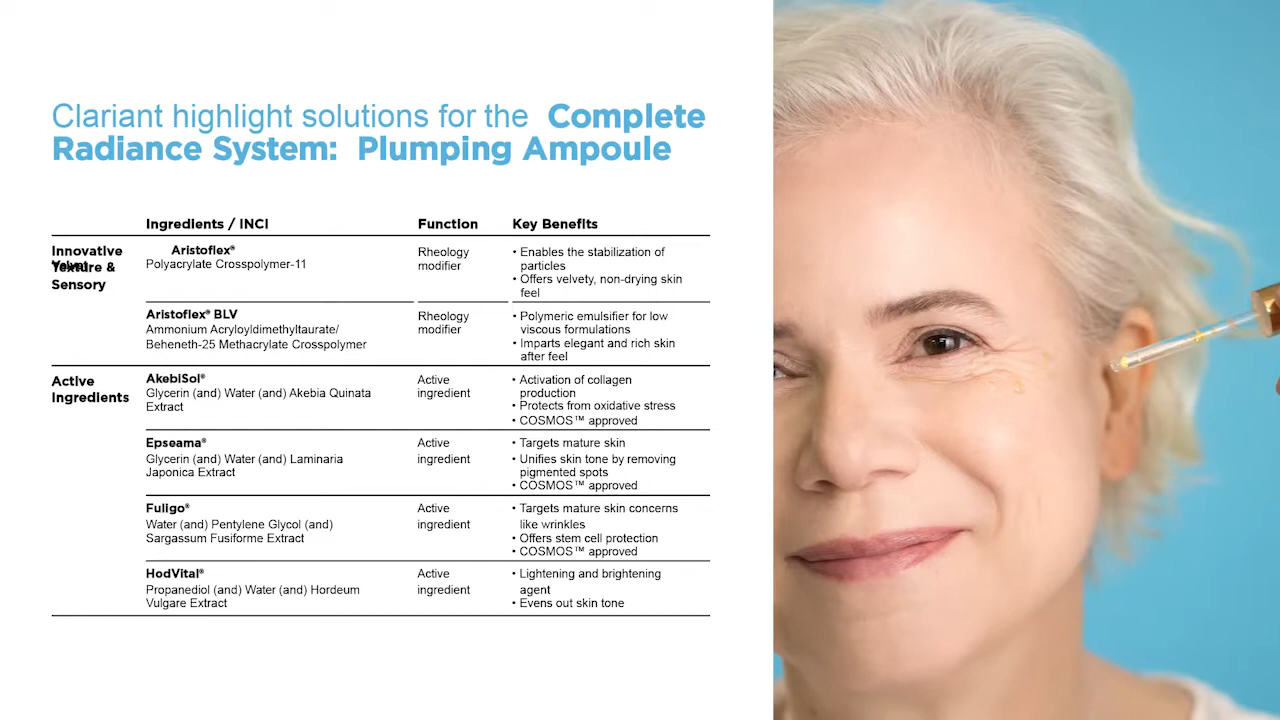 Clariant highlight solutions for the Complete
Radiance System: Plumping Ampoule
Ingredients / INCI
Function
Key Benefits
Innovative
Texture &
Sensory
Aristoflex®
Velvet
Polyacrylate Crosspolymer-11
Rheology
modifier
• Enables the stabilization of
particles
• Offers velvety, non-drying skin
feel
Aristoflex® BLV
Ammonium Acryloyldimethyltaurate/
Beheneth-25 Methacrylate Crosspolymer
Rheology
modifier
• Polymeric emulsifier for low
viscous formulations
• Imparts elegant and rich skin
after feel
Active
Ingredients
AkebiSol®
Glycerin (and) Water (and) Akebia Quinata
Extract
Active
ingredient
• Activation of collagen
production
• Protects from oxidative stress
• COSMOS™ approved
Epseama®
Glycerin (and) Water (and) Laminaria
Japonica Extract
Active
ingredient
• Targets mature skin
• Unifies skin tone by removing
pigmented spots
• COSMOS™ approved
Fuligo®
Water (and) Pentylene Glycol (and)
Sargassum Fusiforme Extract
Active
ingredient
• Targets mature skin concerns
like wrinkles
• Offers stem cell protection
• COSMOS™ approved
HodVital®
Propanediol (and) Water (and) Hordeum
Vulgare Extract
Active
ingredient
• Lightening and brightening
agent
• Evens out skin tone